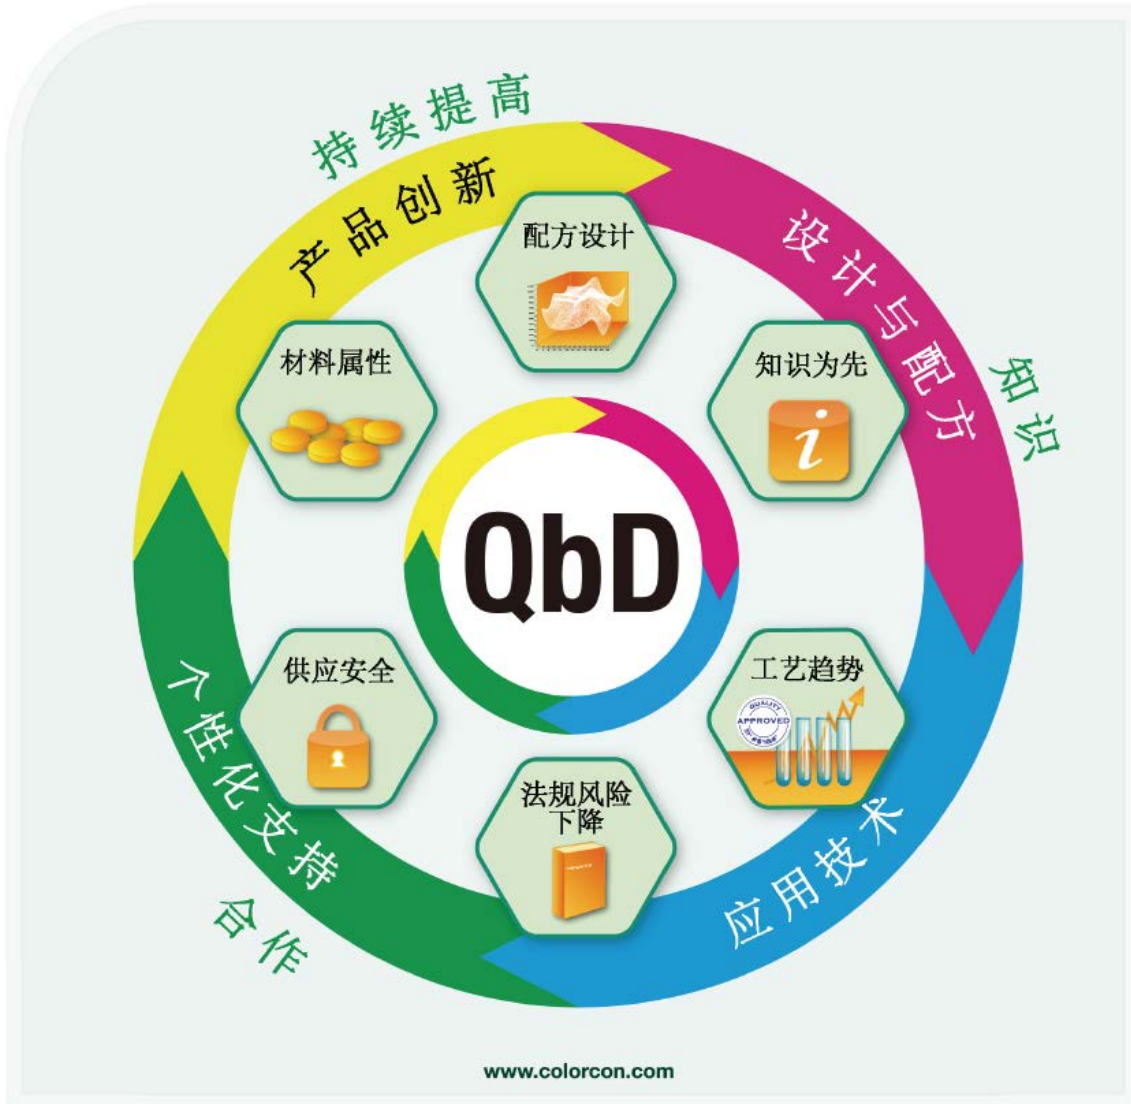 持续提高
产品创新
设计与配方
知识
配方设计
材料属性
知识为先
QbD
供应安全
工艺趋势
QUALITY
APPROVED
法规风险
下降
个性化支持
应用技术
合作
www.colorcon.com